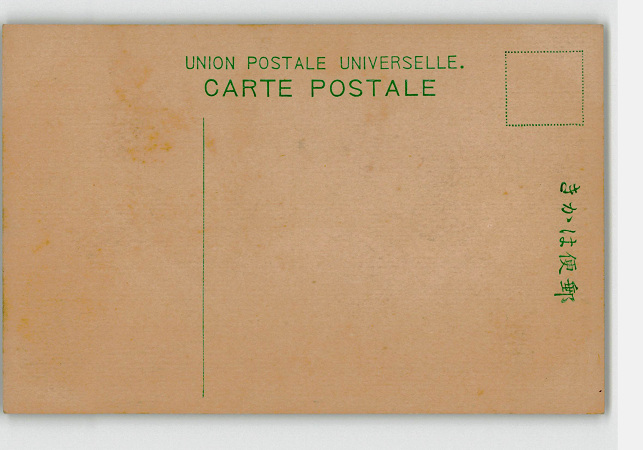 UNION POSTALE UNIVERSELLE.
CARTE POSTALE
きかは便郵